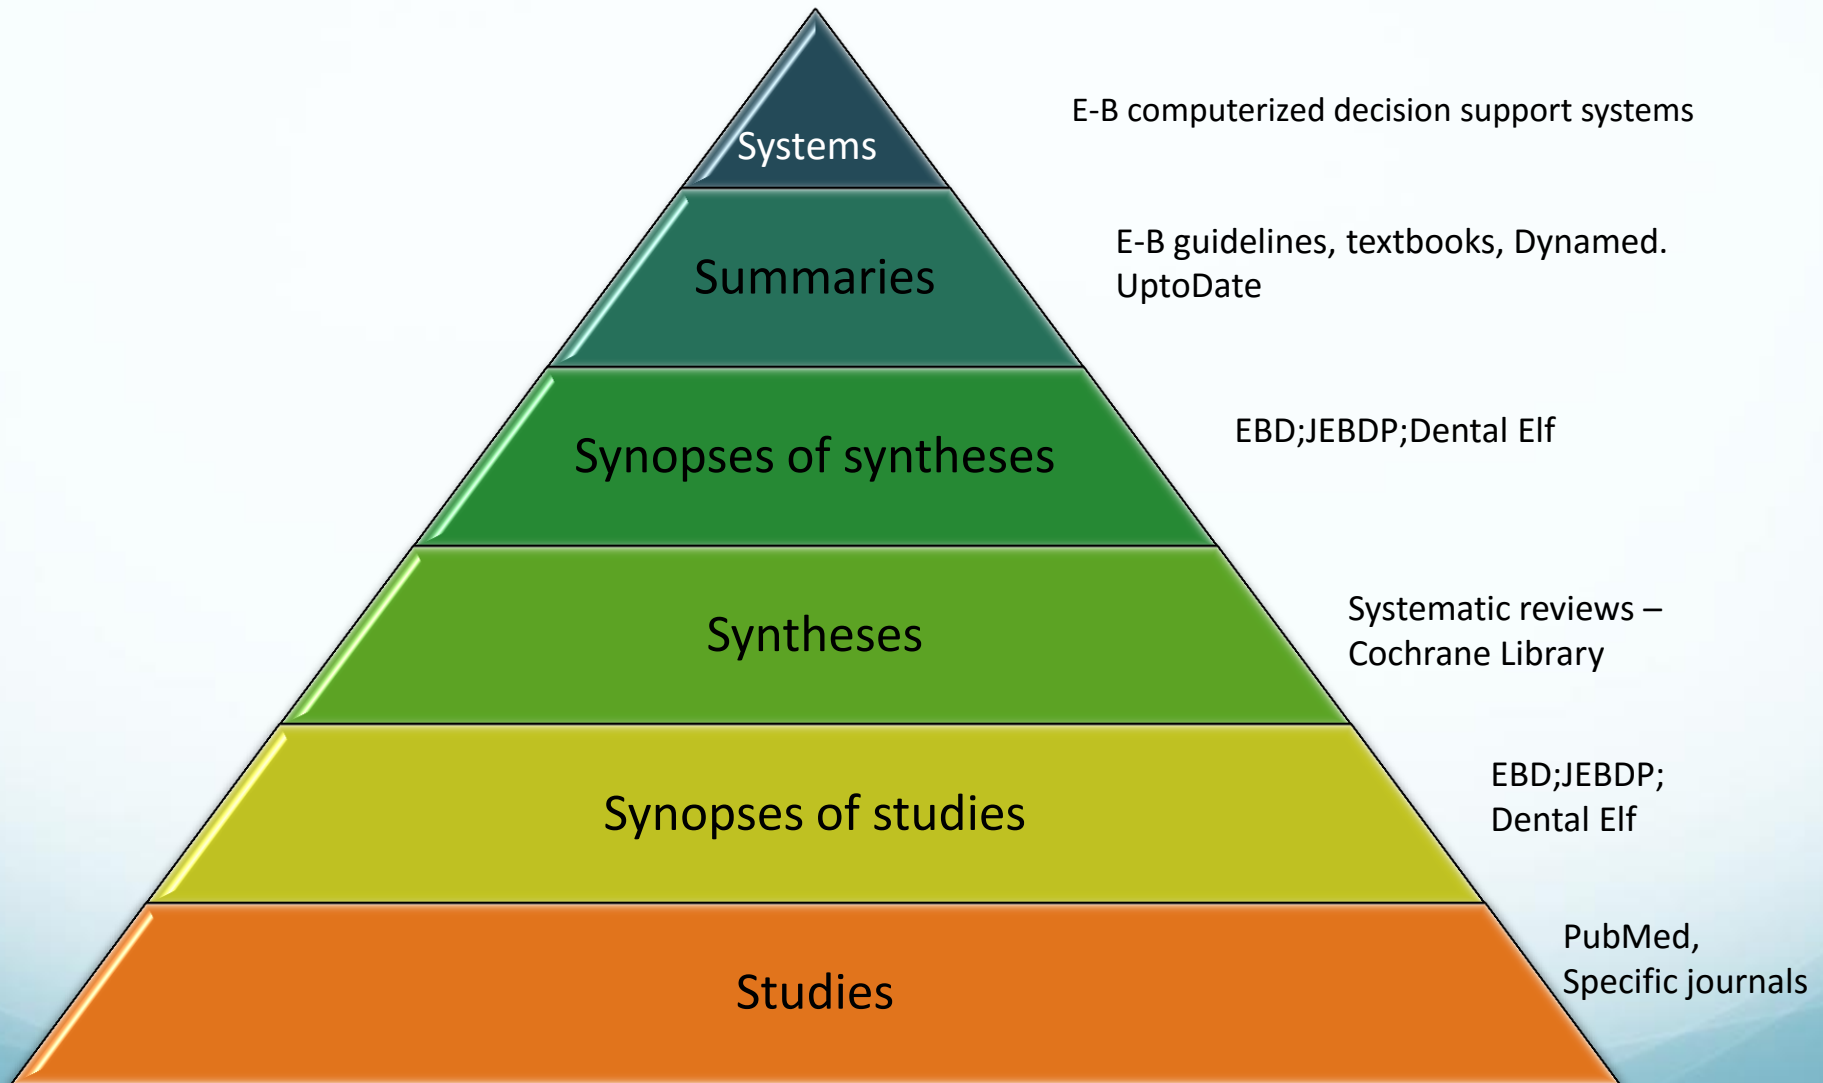 E-B computerized decision support systems
Systems
E-B guidelines, textbooks, Dynamed.
UptoDate
Summaries
EBD;JEBDP;Dental Elf
Synopses of syntheses
Systematic reviews –
Cochrane Library
Syntheses
EBD;JEBDP;
Dental Elf
Synopses of studies
PubMed,
Specific journals
Studies